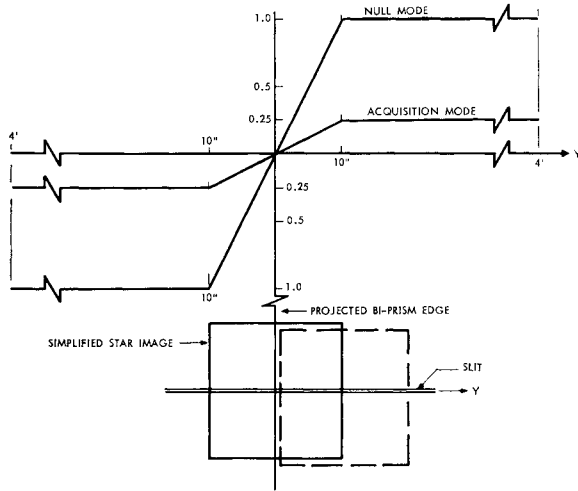 1.0
NULL MODE
0.5
0.25
ACQUISITION MODE
4'
10"
10"
4'
Y
0.25
0.5
10"
1.0
PROJECTED BI-PRISM EDGE
SIMPLIFIED STAR IMAGE
SLIT
Y